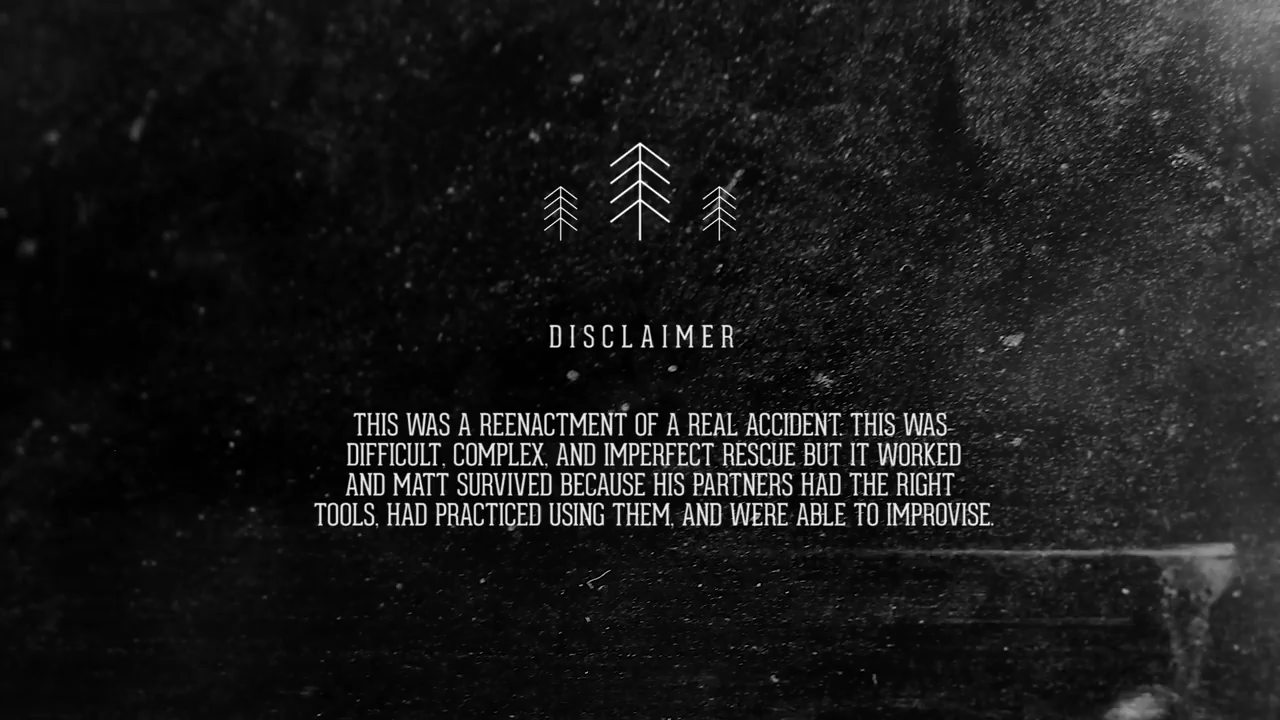 DISCLAIMER
THIS WAS A REENACTMENT OF A REAL ACCIDENT. THIS WAS
DIFFICULT, COMPLEX, AND IMPERFECT RESCUE BUT IT WORKED
AND MATT SURVIVED BECAUSE HIS PARTNERS HAD THE RIGHT
TOOLS, HAD PRACTICED USING THEM, AND WERE ABLE TO IMPROVISE.